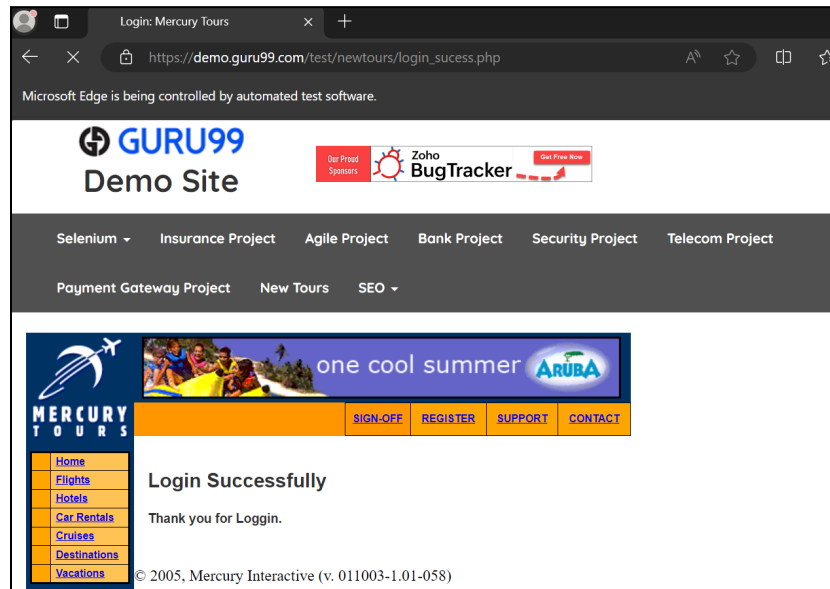 Login: Mercury Tours
https://demo.guru99.com/test/newtours/login_sucess.php
Microsoft Edge is being controlled by automated test software.
GURU99
Demo Site
Our Proud
Sponsors
Zoho
BugTracker
Get Free Now
Selenium Insurance Project Agile Project Bank Project Security Project Telecom Project
Payment Gateway Project New Tours SEO
one cool summer ARUBA
MERCURY
TOURS
SIGN-OFF REGISTER SUPPORT CONTACT
Home
Flights
Hotels
Car Rentals
Cruises
Destinations
Vacations
Login Successfully
Thank you for Loggin.
© 2005, Mercury Interactive (v. 011003-1.01-058)